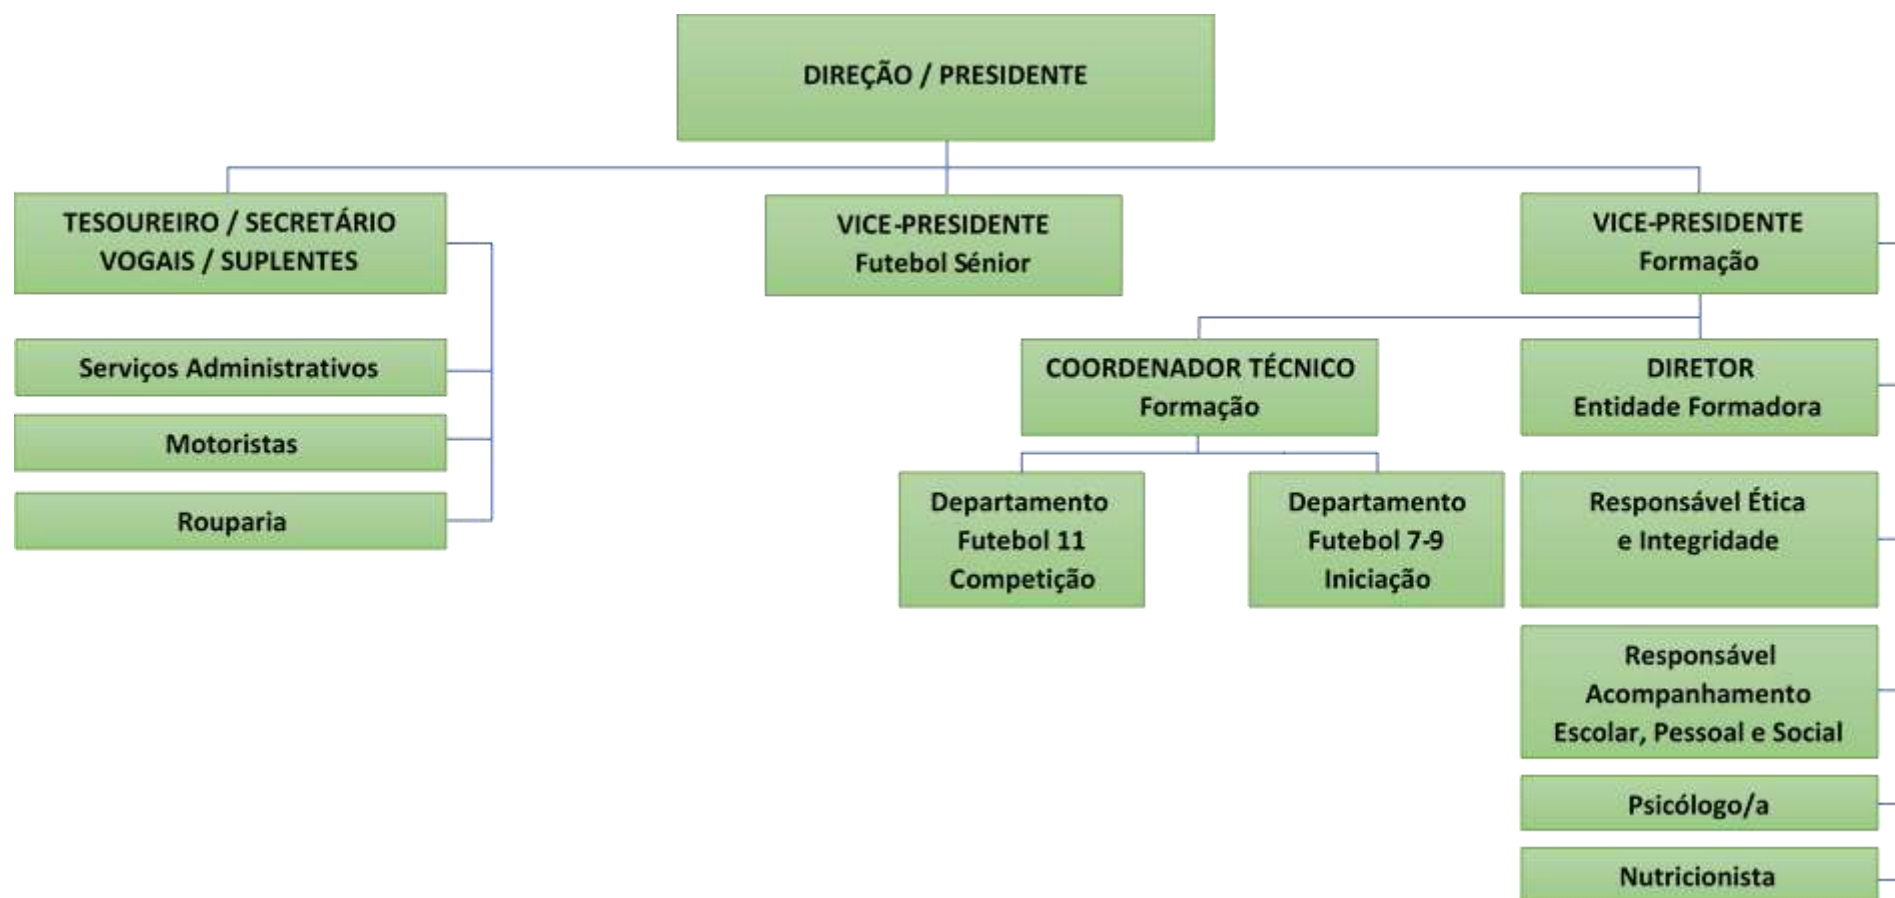 DIREÇÃO / PRESIDENTE
TESOUREIRO / SECRETÁRIO
VOGAIS / SUPLENTES
VICE-PRESIDENTE
Futebol Sénior
VICE-PRESIDENTE
Formação
Serviços Administrativos
Motoristas
Rouparia
COORDENADOR TÉCNICO
Formação
DIRETOR
Entidade Formadora
Departamento
Futebol 11
Competição
Departamento
Futebol 7-9
Iniciação
Responsável Ética
e Integridade
Responsável
Acompanhamento
Escolar, Pessoal e Social
Psicólogo/a
Nutricionista